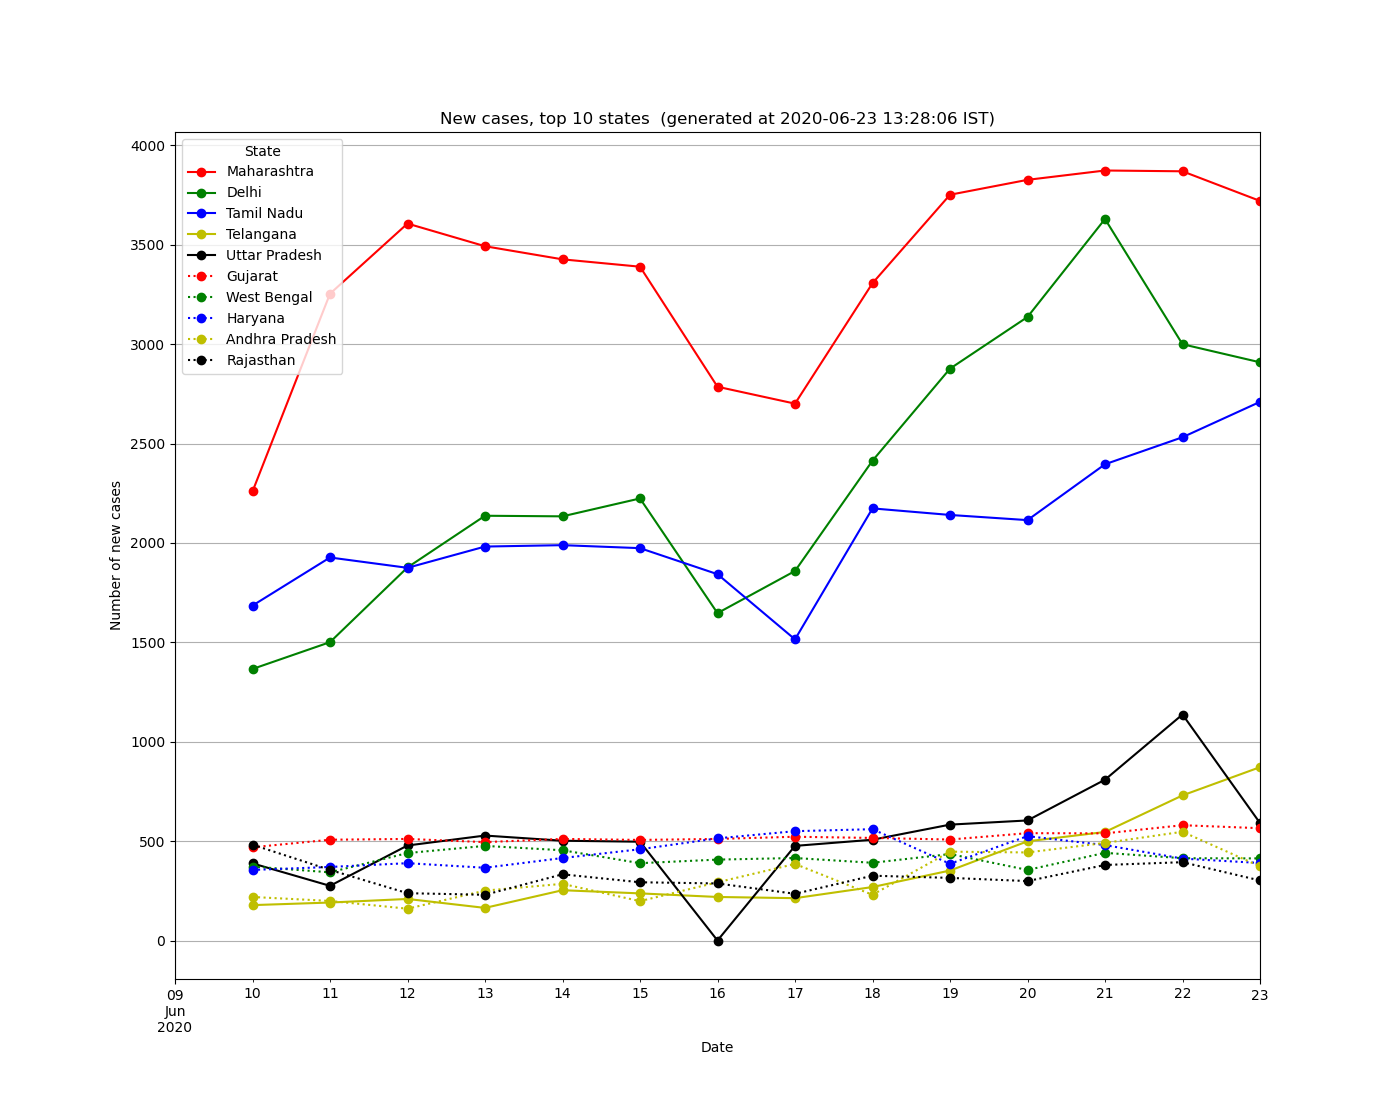 New cases, top 10 states  (generated at 2020-06-23 13:28:06 IST)
State
Maharashtra
Delhi
Tamil Nadu
Telangana
Uttar Pradesh
Gujarat
West Bengal
Haryana
Andhra Pradesh
Rajasthan
4000
3500
3000
2500
2000
1500
1000
500
0
Number of new cases
09 10 11 12 13 14 15 16 17 18 19 20 21 22 23
Jun
2020
Date